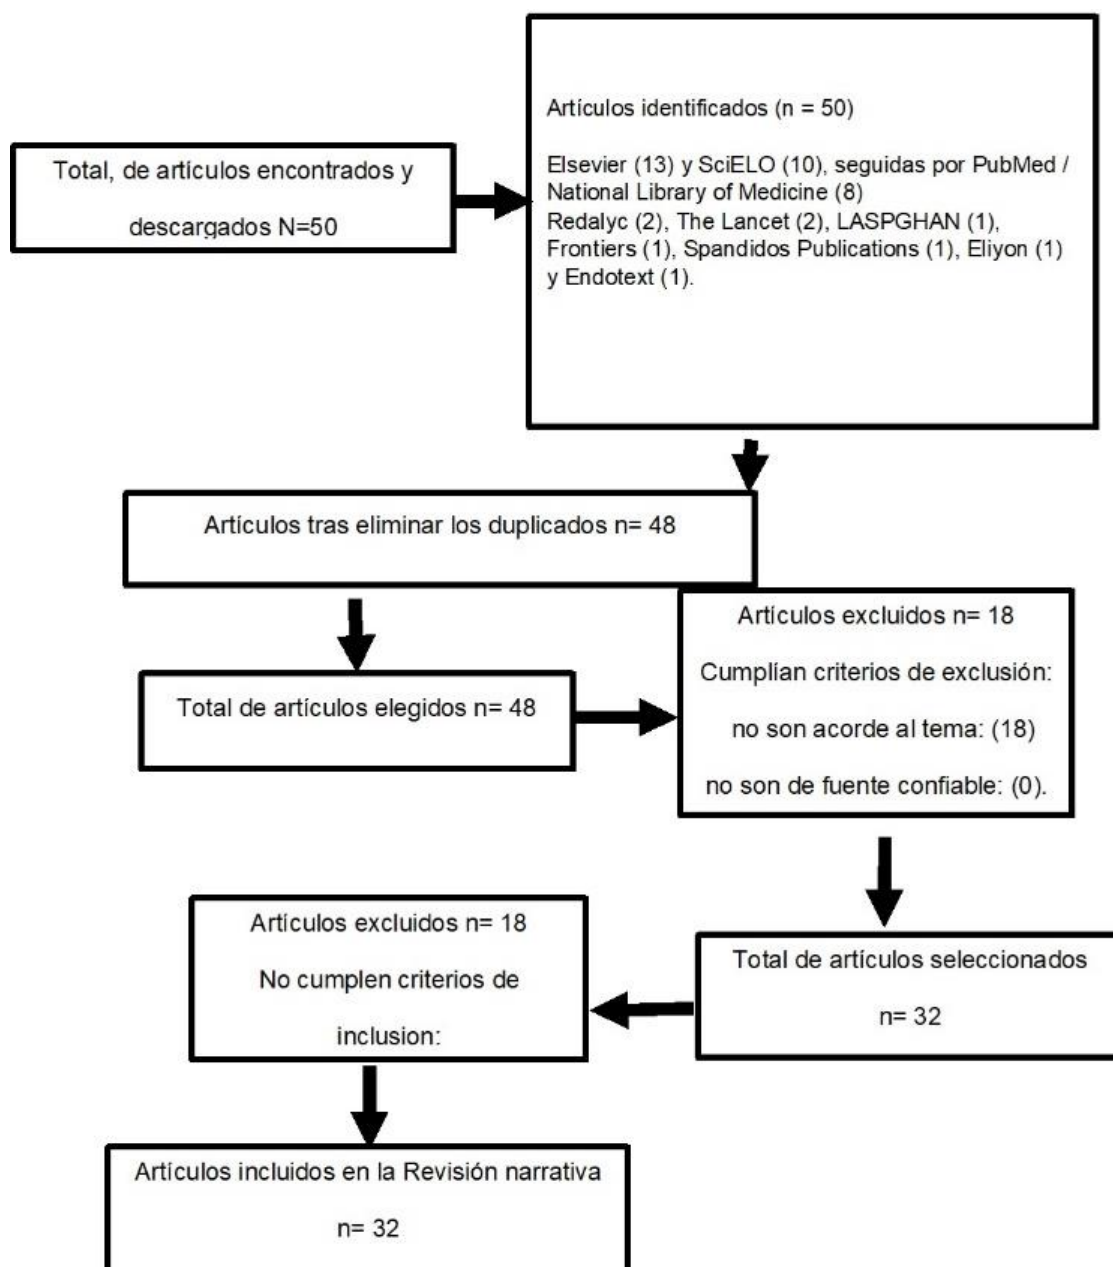 Total, de artículos encontrados y
descargados N=50
Artículos identificados (n = 50)
Elsevier (13) y SciELO (10), seguidas por PubMed /
National Library of Medicine (8)
Redalyc (2), The Lancet (2), LASPGHAN (1),
Frontiers (1), Spandidos Publications (1), Eliyon (1)
y Endotext (1).
Artículos tras eliminar los duplicados n= 48
Total de artículos elegidos n= 48
Artículos excluidos n= 18
Cumplían criterios de exclusión:
no son acorde al tema: (18)
no son de fuente confiable: (0).
Total de artículos seleccionados
n= 32
Artículos excluidos n= 18
No cumplen criterios de
inclusion:
Artículos incluidos en la Revisión narrativa
n= 32